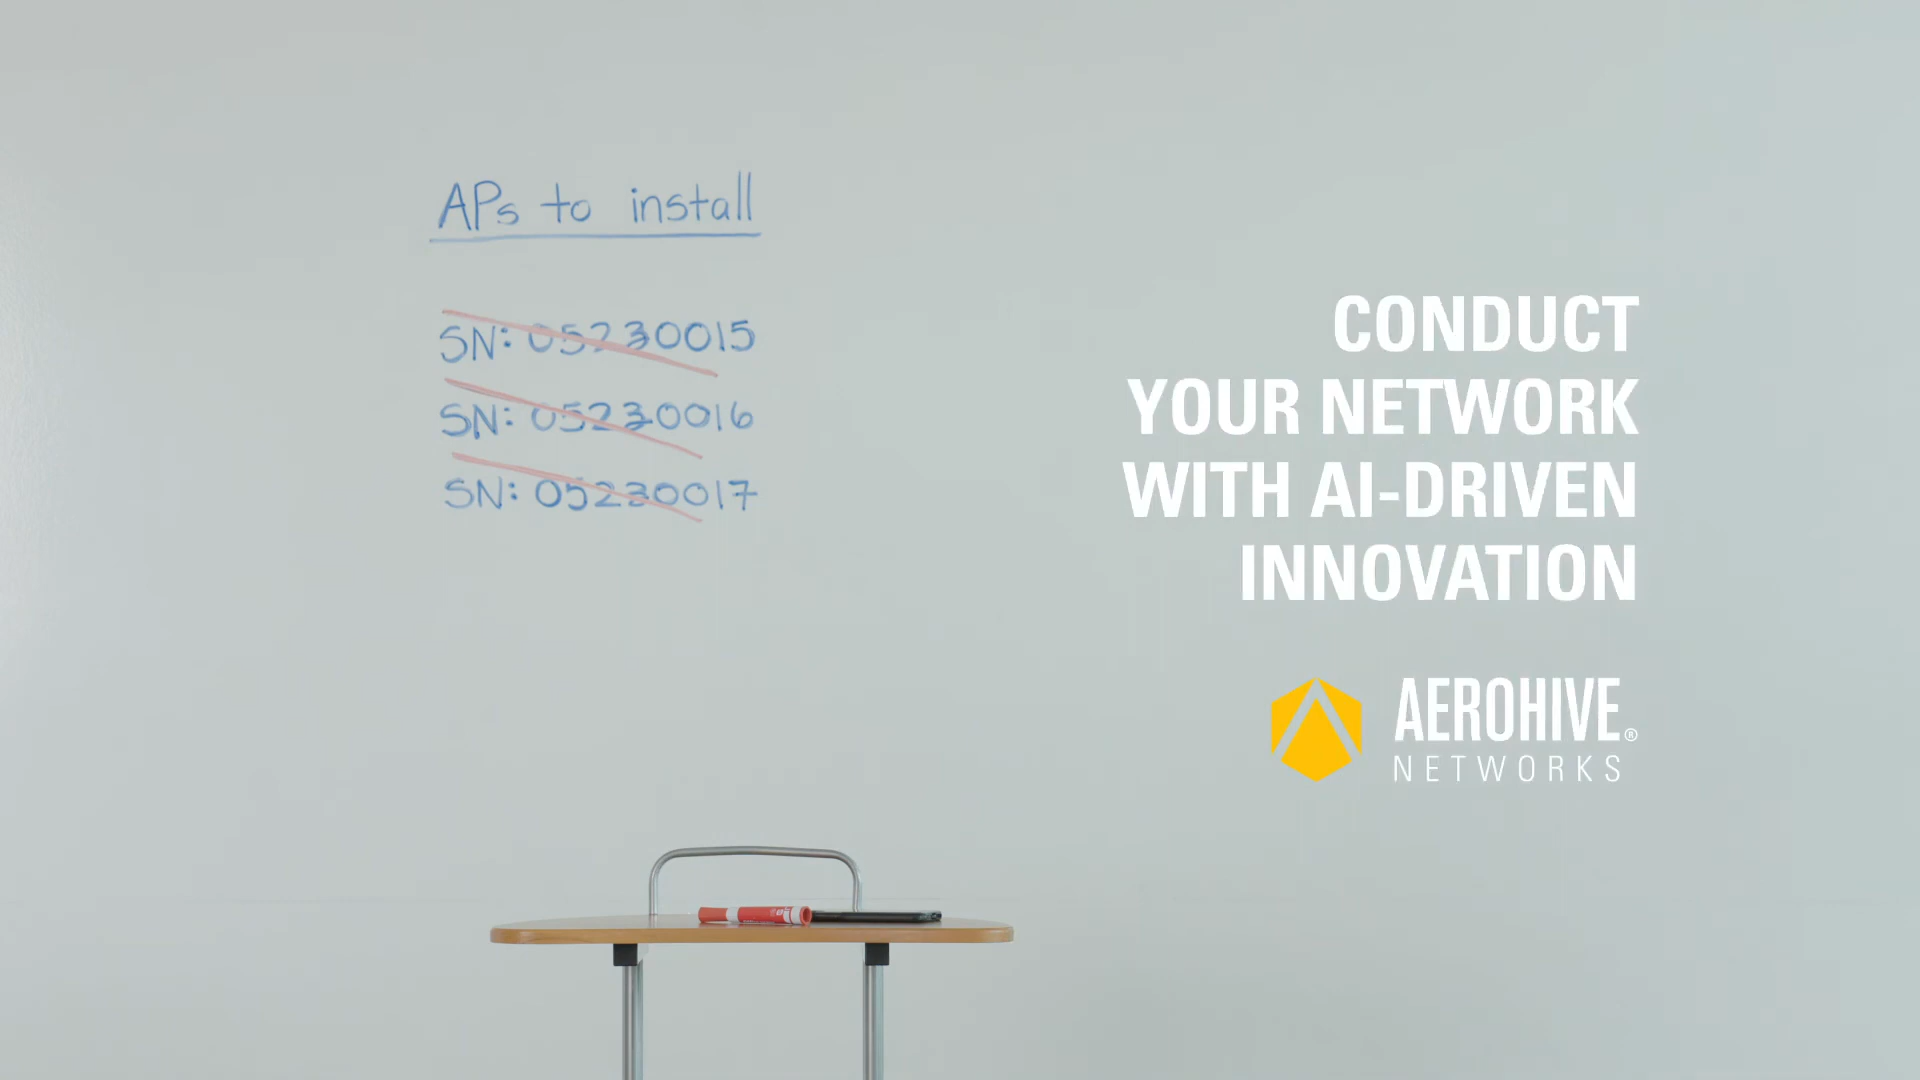 APs to install
SN: 05230015
SN: 05230016
SN: 05230017
CONDUCT
YOUR NETWORK
WITH AI-DRIVEN
INNOVATION
AEROHIVE®
NETWORKS